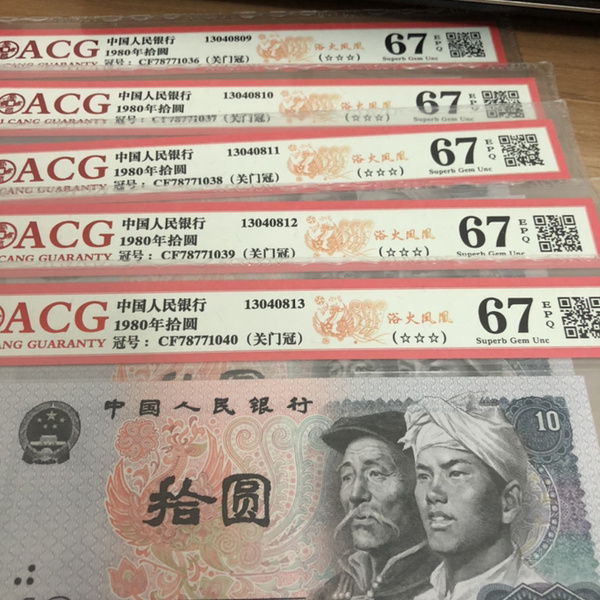 ACG 中国人民银行 13040809 浴火凤凰 67 EPQ
CANG GUARANTY 1980年拾圆 (☆☆☆) Superb Gem Unc
冠号: CF78771036 (关门冠)
ACG 中国人民银行 13040810 浴火凤凰 67 EPQ
CANG GUARANTY 1980年拾圆 (☆☆☆) Superb Gem Unc
冠号: CF78771037 (关门冠)
ACG 中国人民银行 13040811 浴火凤凰 67 EPQ
CANG GUARANTY 1980年拾圆 (☆☆☆) Superb Gem Unc
冠号: CF78771038 (关门冠)
ACG 中国人民银行 13040812 浴火凤凰 67 EPQ
CANG GUARANTY 1980年拾圆 (☆☆☆) Superb Gem Unc
冠号: CF78771039 (关门冠)
ACG 中国人民银行 13040813 浴火凤凰 67 EPQ
ANG GUARANTY 1980年拾圆 (☆☆☆) Superb Gem Unc
冠号: CF78771040 (关门冠)
中国人民银行
10
拾圆